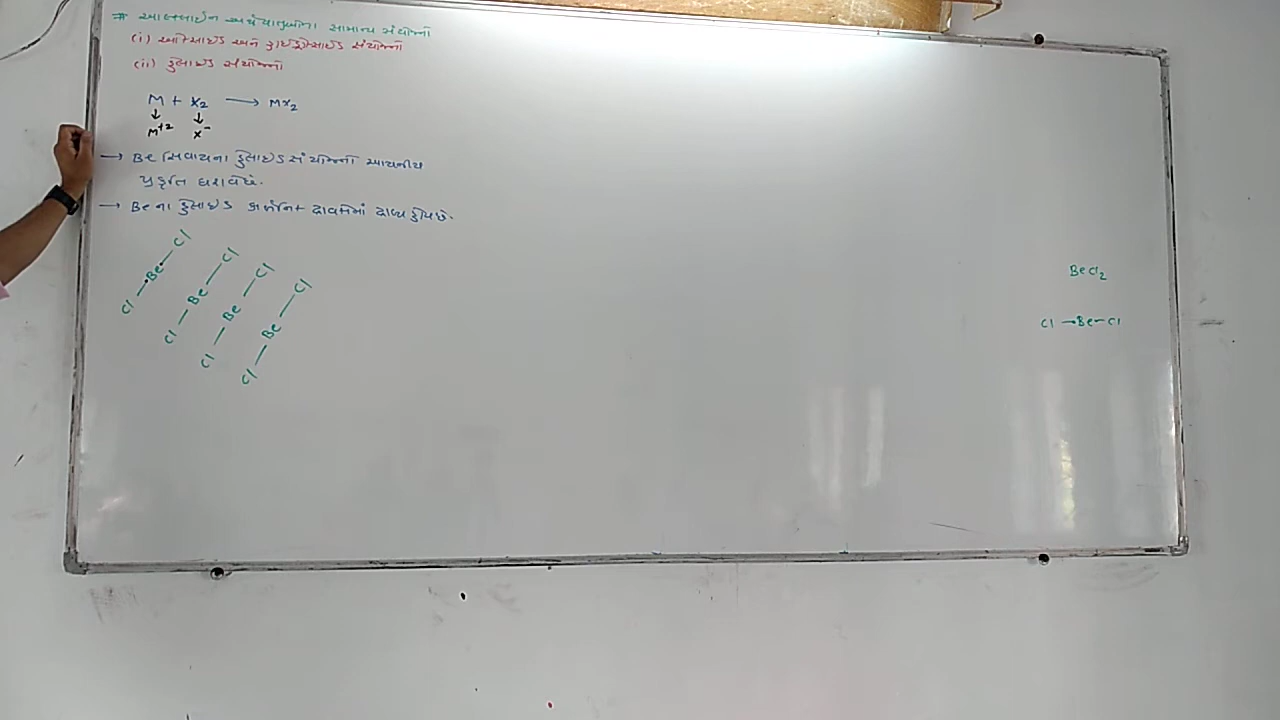 # આલ્કલાઇન અર્થધાતુઓના સામાન્ય સંયોજનો
(i) ઓક્સાઇડ અને હાઇડ્રોક્સાઇડ સંયોજનો
(ii) હેલાઇડ સંયોજનો
M + X₂ ⟶ MX₂
↓ ↓
M⁺² X⁻
→ Be સિવાયના હેલાઇડ સંયોજનો આયનીય
પ્રકૃતિ ધરાવે છે.
→ Be ના હેલાઇડ કાર્બનિક દ્રાવકમાં દ્રાવ્ય હોય છે.
Cl — Be — Cl
Cl — Be — Cl
Cl — Be — Cl
Cl — Be — Cl
BeCl₂
Cl — Be — Cl